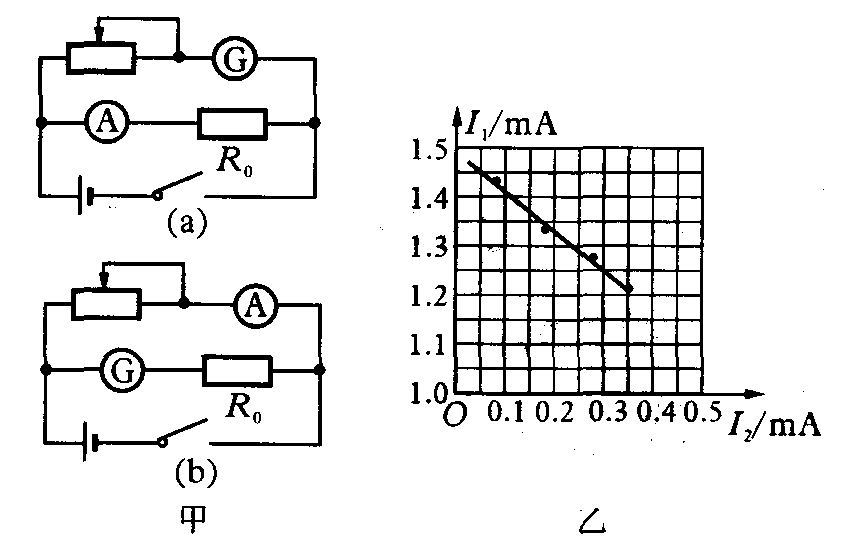 G
A
R₀
(a)
A
G
R₀
(b)
甲
I₁/mA
1.5
1.4
1.3
1.2
1.1
1.0
O 0.1 0.2 0.3 0.4 0.5 I₂/mA
乙